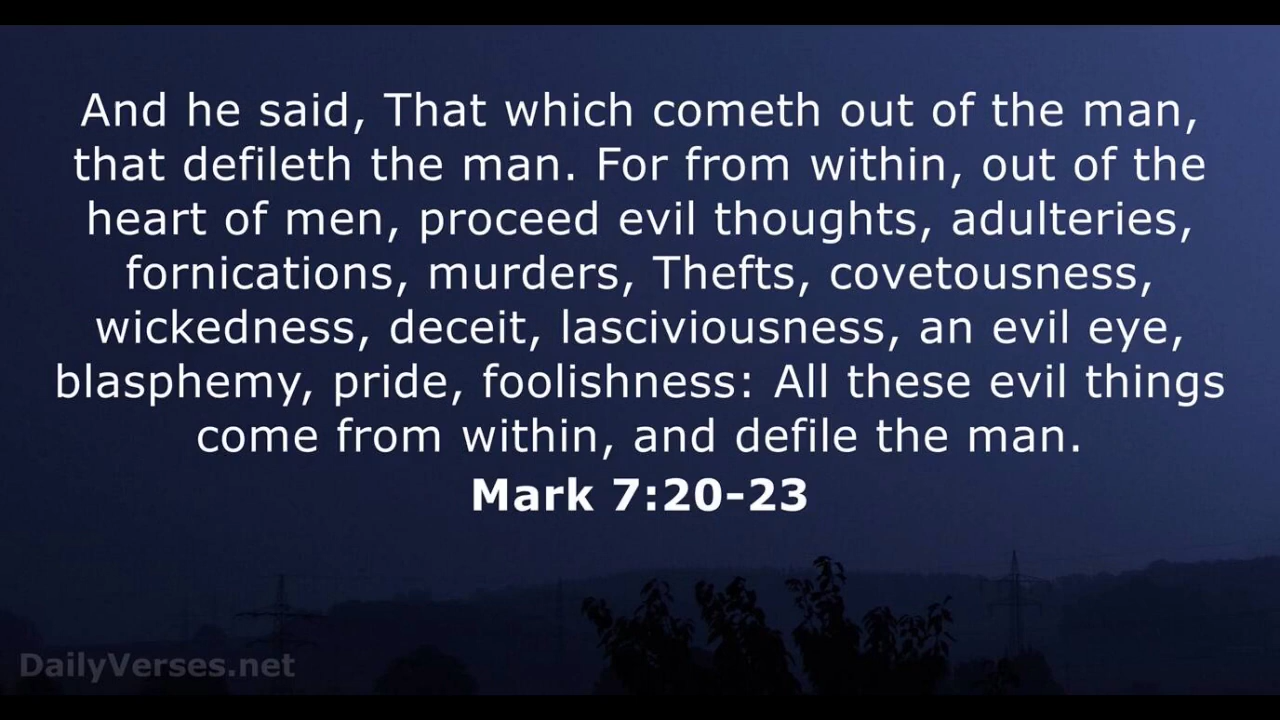 And he said, That which cometh out of the man,
that defileth the man. For from within, out of the
heart of men, proceed evil thoughts, adulteries,
fornications, murders, Thefts, covetousness,
wickedness, deceit, lasciviousness, an evil eye,
blasphemy, pride, foolishness: All these evil things
come from within, and defile the man.
Mark 7:20-23
DailyVerses.net